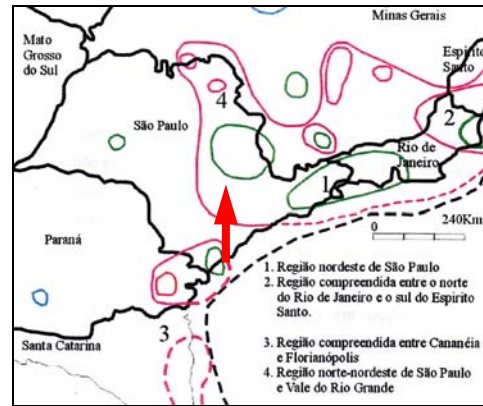 Minas Gerais
Mato
Grosso
do Sul
Espirito
Santo
4
2
São Paulo
Rio de
Janeiro
1
Paraná
0 240Km
1. Região nordeste de São Paulo
2. Região compreendida entre o norte
do Rio de Janeiro e o sul do Espirito
Santo.
Santa Catarina
3
3. Região compreendida entre Cananéia
e Florianópolis
4. Região norte-nordeste de São Paulo
e Vale do Rio Grande